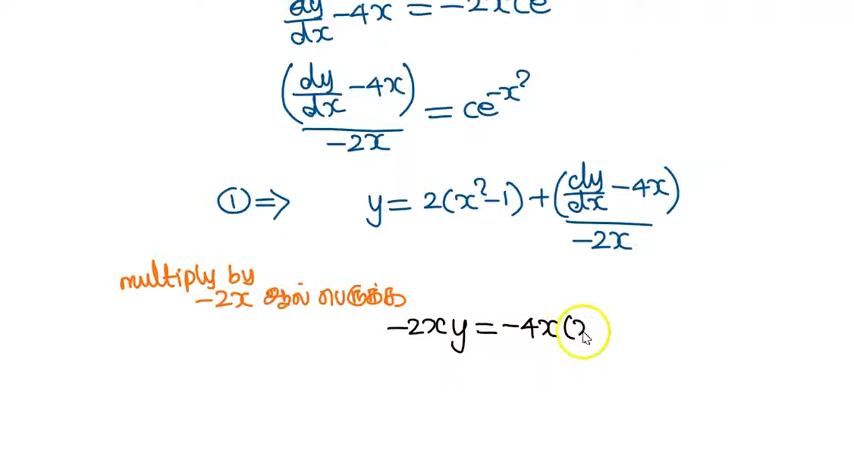 dy/dx - 4x = -2xce
(dy/dx - 4x)/-2x = ce^-x²
① ⇒ y = 2(x²-1) + (dy/dx - 4x)/-2x
multiply by
-2x ஆல் பெருக்க
-2xy = -4x(